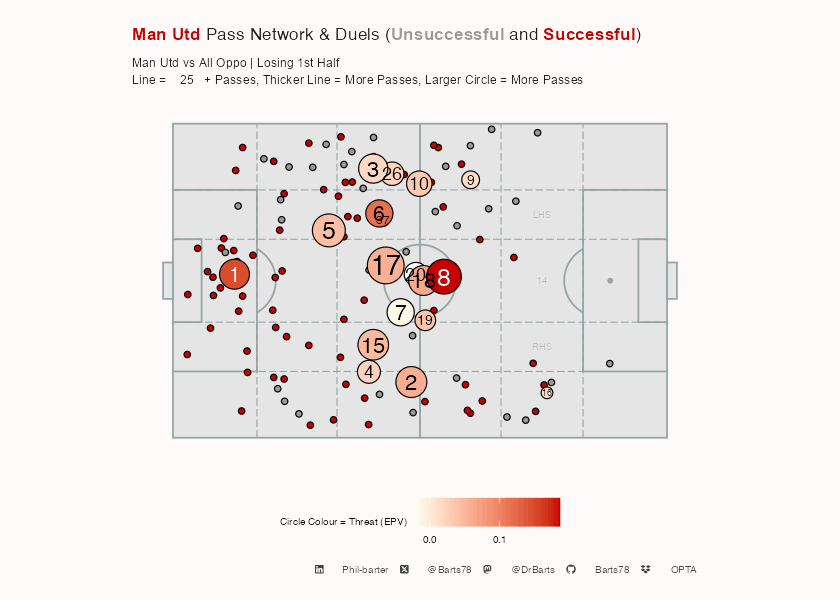 Man Utd Pass Network & Duels (Unsuccessful and Successful)
Man Utd vs All Oppo | Losing 1st Half
Line = 25 + Passes, Thicker Line = More Passes, Larger Circle = More Passes
3
26
10
9
6
37
LHS
5
17
1
20
18
8
14
7
19
15
RHS
4
2
16
Circle Colour = Threat (EPV)
0.0 0.1
Phil-barter @Barts78 @DrBarts Barts78 OPTA